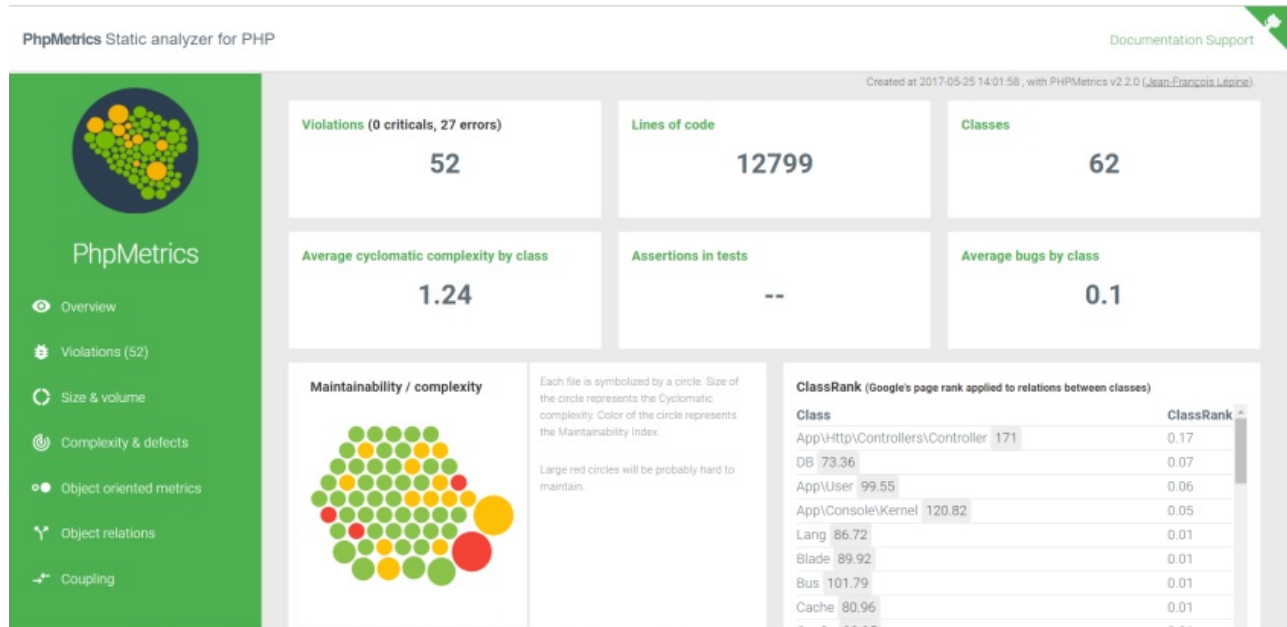 PhpMetrics Static analyzer for PHP
Documentation Support
Created at 2017-05-25 14:01:58 , with PHPMetrics v2.2.0 (Jean-François Lépine).
PhpMetrics
Overview
Violations (52)
Size & volume
Complexity & defects
Object oriented metrics
Object relations
Coupling
Violations (0 criticals, 27 errors)
52
Lines of code
12799
Classes
62
Average cyclomatic complexity by class
1.24
Assertions in tests
--
Average bugs by class
0.1
Maintainability / complexity
Each file is symbolized by a circle. Size of
the circle represents the Cyclomatic
complexity. Color of the circle represents
the Maintainability Index.
Large red circles will be probably hard to
maintain.
ClassRank (Google's page rank applied to relations between classes)
Class ClassRank
App\Http\Controllers\Controller 171 0.17
DB 73.36 0.07
App\User 99.55 0.06
App\Console\Kernel 120.82 0.05
Lang 86.72 0.01
Blade 89.92 0.01
Bus 101.79 0.01
Cache 80.96 0.01